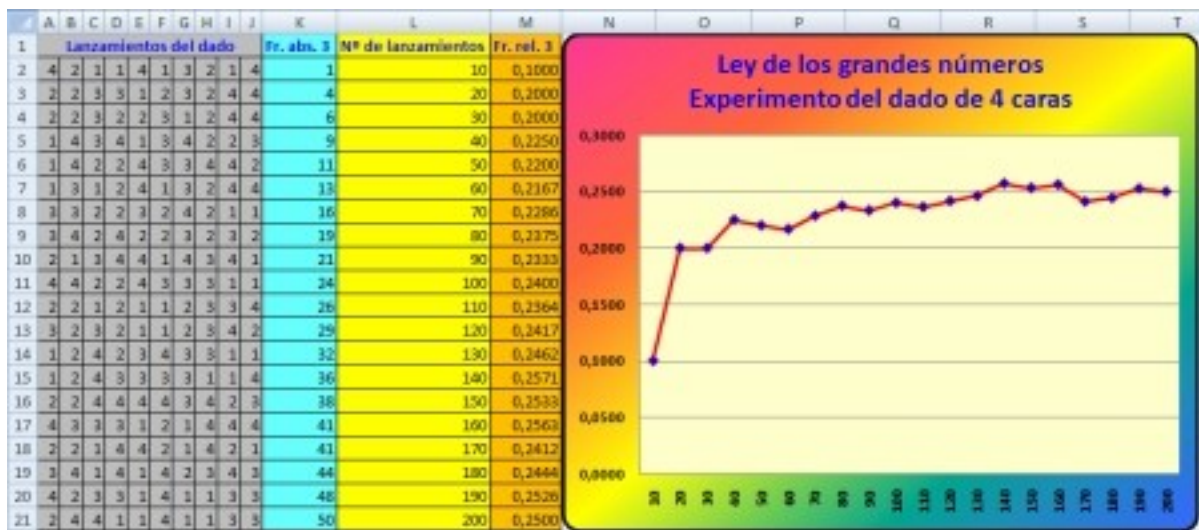 A B C D E F G H I J K L M N O P Q R S T
1 Lanzamientos del dado Fr. abs. 3 Nº de lanzamientos Fr. rel. 3
2 4 2 1 1 4 1 3 2 1 4 1 10 0,1000
3 2 2 3 3 1 2 3 2 4 4 4 20 0,2000
4 2 2 3 2 2 3 1 2 4 4 6 30 0,2000
5 1 4 3 4 1 3 4 2 2 3 9 40 0,2250
6 1 4 2 2 4 3 3 4 4 2 11 50 0,2200
7 1 3 1 2 4 1 3 2 4 4 13 60 0,2167
8 3 3 2 2 3 2 4 2 1 1 16 70 0,2286
9 3 4 2 4 2 2 3 2 3 2 19 80 0,2375
10 2 1 3 4 4 1 4 3 4 1 21 90 0,2333
11 4 4 2 2 4 3 3 3 1 1 24 100 0,2400
12 2 2 1 2 1 1 2 3 3 4 26 110 0,2364
13 3 2 3 2 1 1 2 3 4 2 29 120 0,2417
14 1 2 4 2 3 4 3 3 1 1 32 130 0,2462
15 1 2 4 3 3 3 3 1 1 4 36 140 0,2571
16 2 2 4 4 4 4 3 4 2 3 38 150 0,2533
17 4 3 3 3 1 2 1 4 4 4 41 160 0,2563
18 2 2 1 4 4 2 1 4 2 1 41 170 0,2412
19 3 4 1 4 1 4 2 3 4 3 44 180 0,2444
20 4 2 3 3 1 4 1 1 3 3 48 190 0,2526
21 2 4 4 1 1 4 1 1 3 3 50 200 0,2500
Ley de los grandes números
Experimento del dado de 4 caras
0,3000
0,2500
0,2000
0,1500
0,1000
0,0500
0,0000
10 20 30 40 50 60 70 80 90 100 110 120 130 140 150 160 170 180 190 200